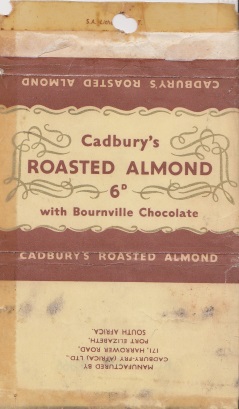 CADBURY'S ROASTED ALMOND
Cadbury's
ROASTED ALMOND
6D
with Bournville Chocolate
CADBURY'S ROASTED ALMOND
MANUFACTURED BY
CADBURY-FRY (AFRICA) LTD.
171, HARROWER ROAD,
PORT ELIZABETH,
SOUTH AFRICA.